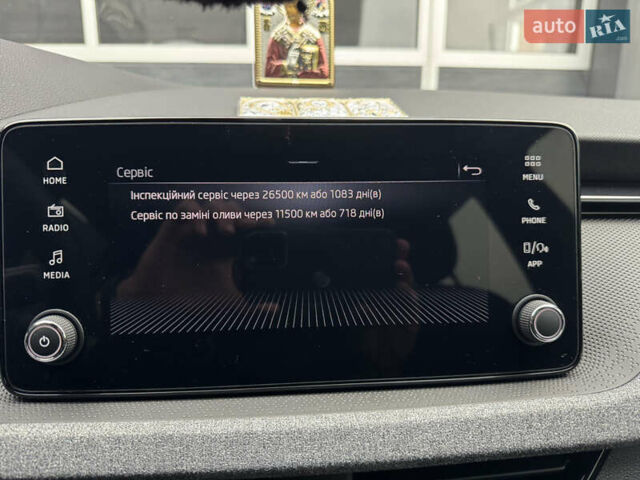 auto RIA.com
HOME
RADIO
MEDIA
Сервіс
Інспекційний сервіс через 26500 км або 1083 дні(в)
Сервіс по заміні оливи через 11500 км або 718 дні(в)
MENU
PHONE
APP